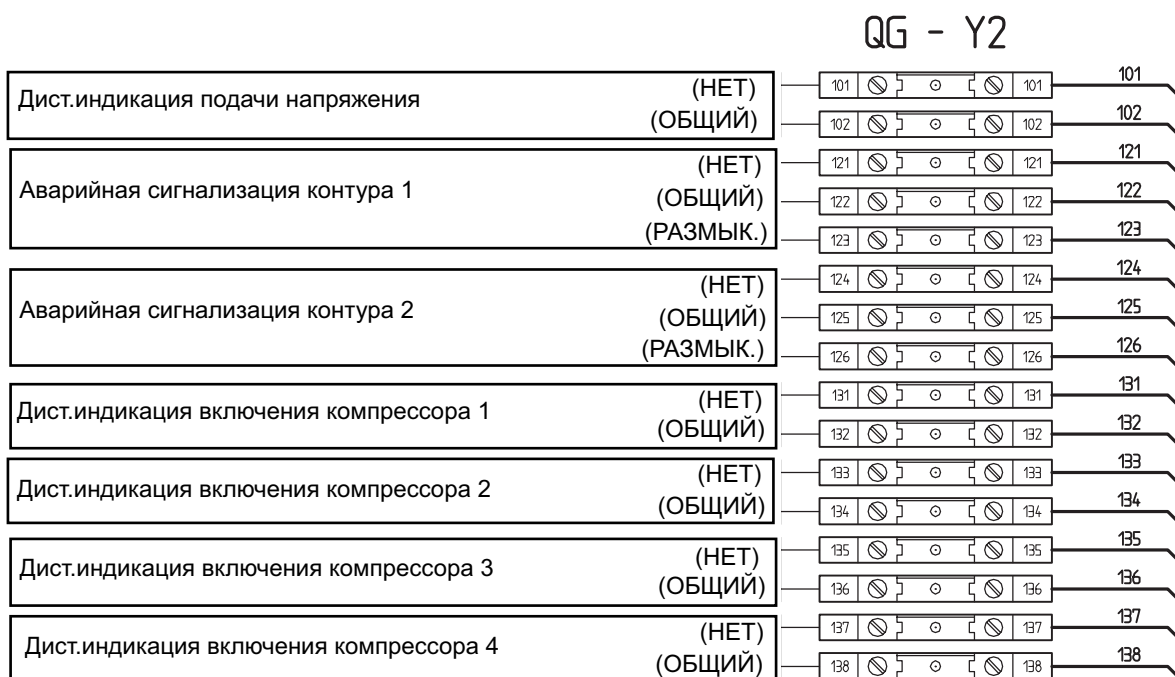 QG - Y2
Дист.индикация подачи напряжения (НЕТ) 101 101 101
(ОБЩИЙ) 102 102 102
Аварийная сигнализация контура 1 (НЕТ) 121 121 121
(ОБЩИЙ) 122 122 122
(РАЗМЫК.) 123 123 123
Аварийная сигнализация контура 2 (НЕТ) 124 124 124
(ОБЩИЙ) 125 125 125
(РАЗМЫК.) 126 126 126
Дист.индикация включения компрессора 1 (НЕТ) 131 131 131
(ОБЩИЙ) 132 132 132
Дист.индикация включения компрессора 2 (НЕТ) 133 133 133
(ОБЩИЙ) 134 134 134
Дист.индикация включения компрессора 3 (НЕТ) 135 135 135
(ОБЩИЙ) 136 136 136
Дист.индикация включения компрессора 4 (НЕТ) 137 137 137
(ОБЩИЙ) 138 138 138